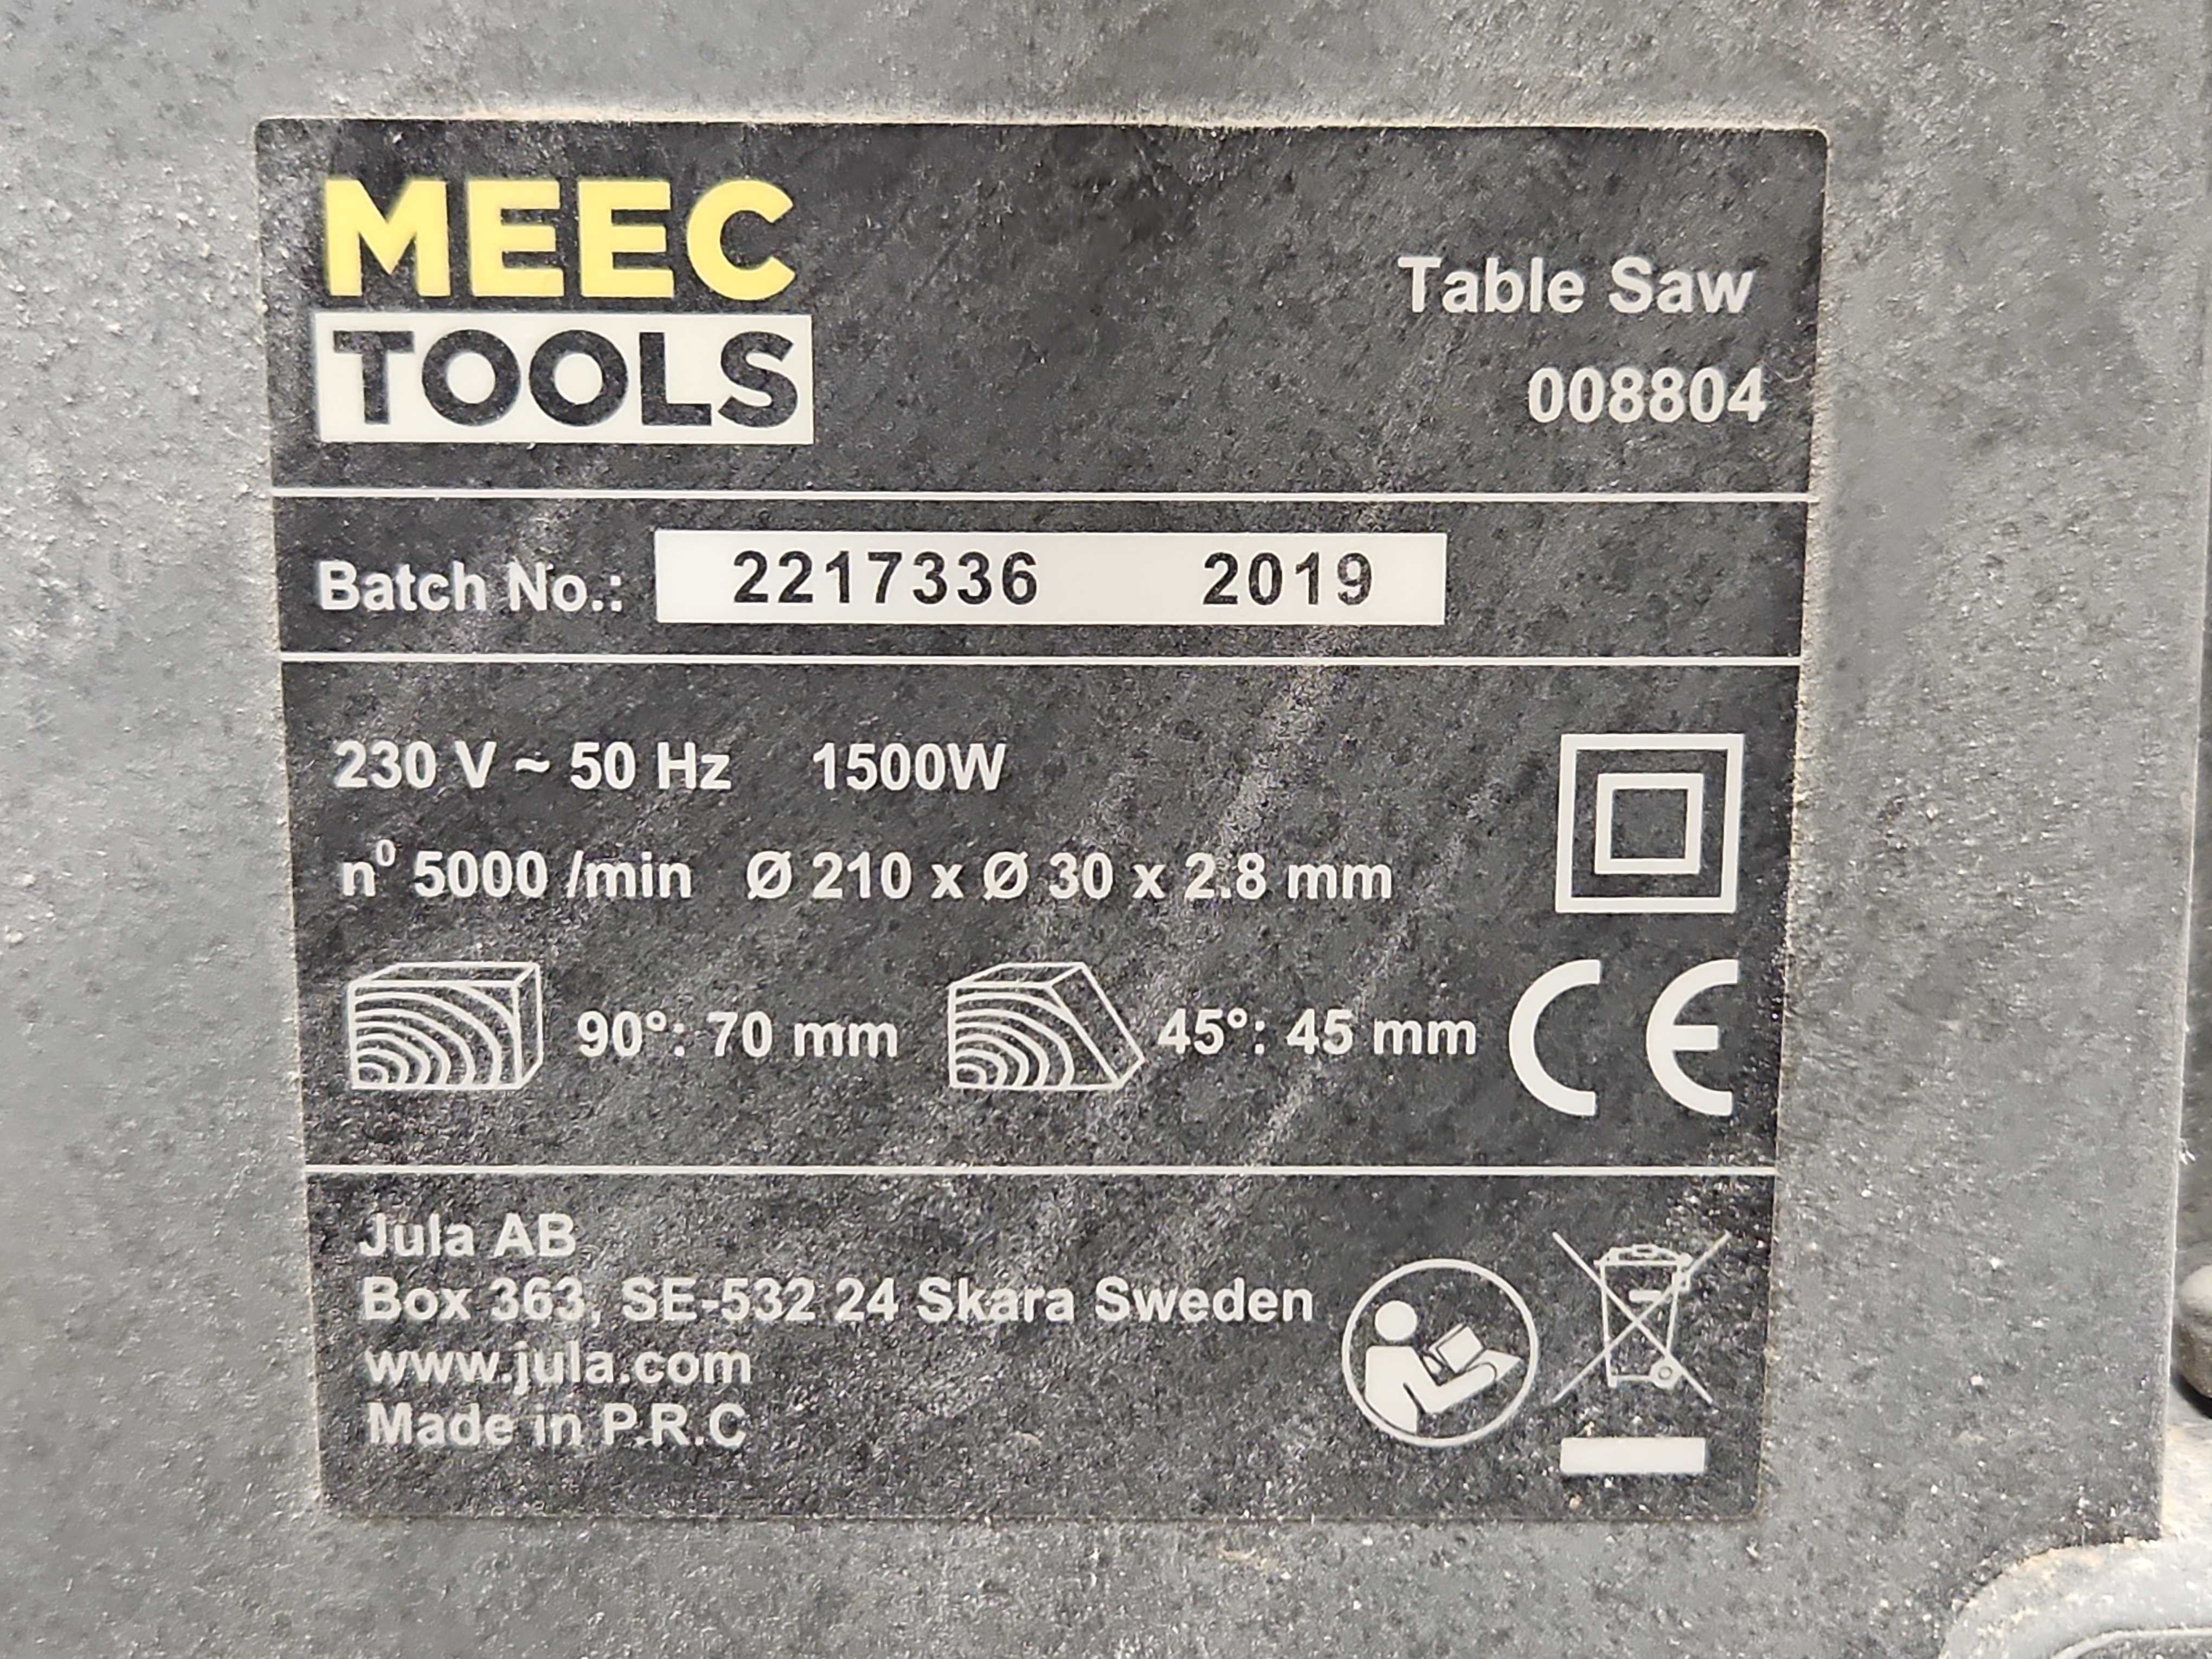 MEEC
TOOLS
Table Saw
008804
Batch No.: 2217336 2019
230 V ~ 50 Hz 1500W
n⁰ 5000 /min Ø 210 x Ø 30 x 2.8 mm
90°: 70 mm 45°: 45 mm CE
Jula AB
Box 363, SE-532 24 Skara Sweden
www.jula.com
Made in P.R.C